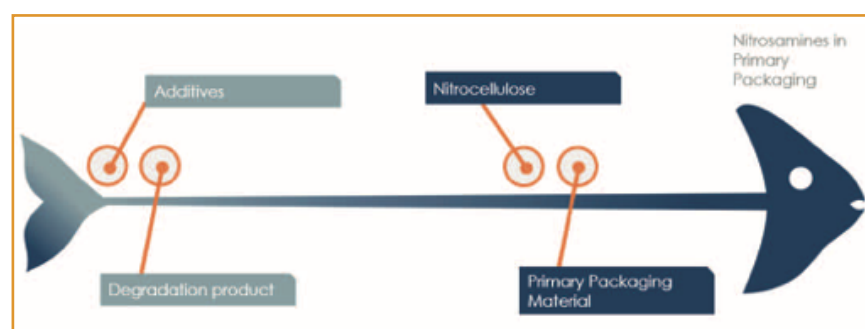 Nitrosamines in
Primary
Packaging
Additives
Nitrocellulose
Degradation product
Primary Packaging
Material